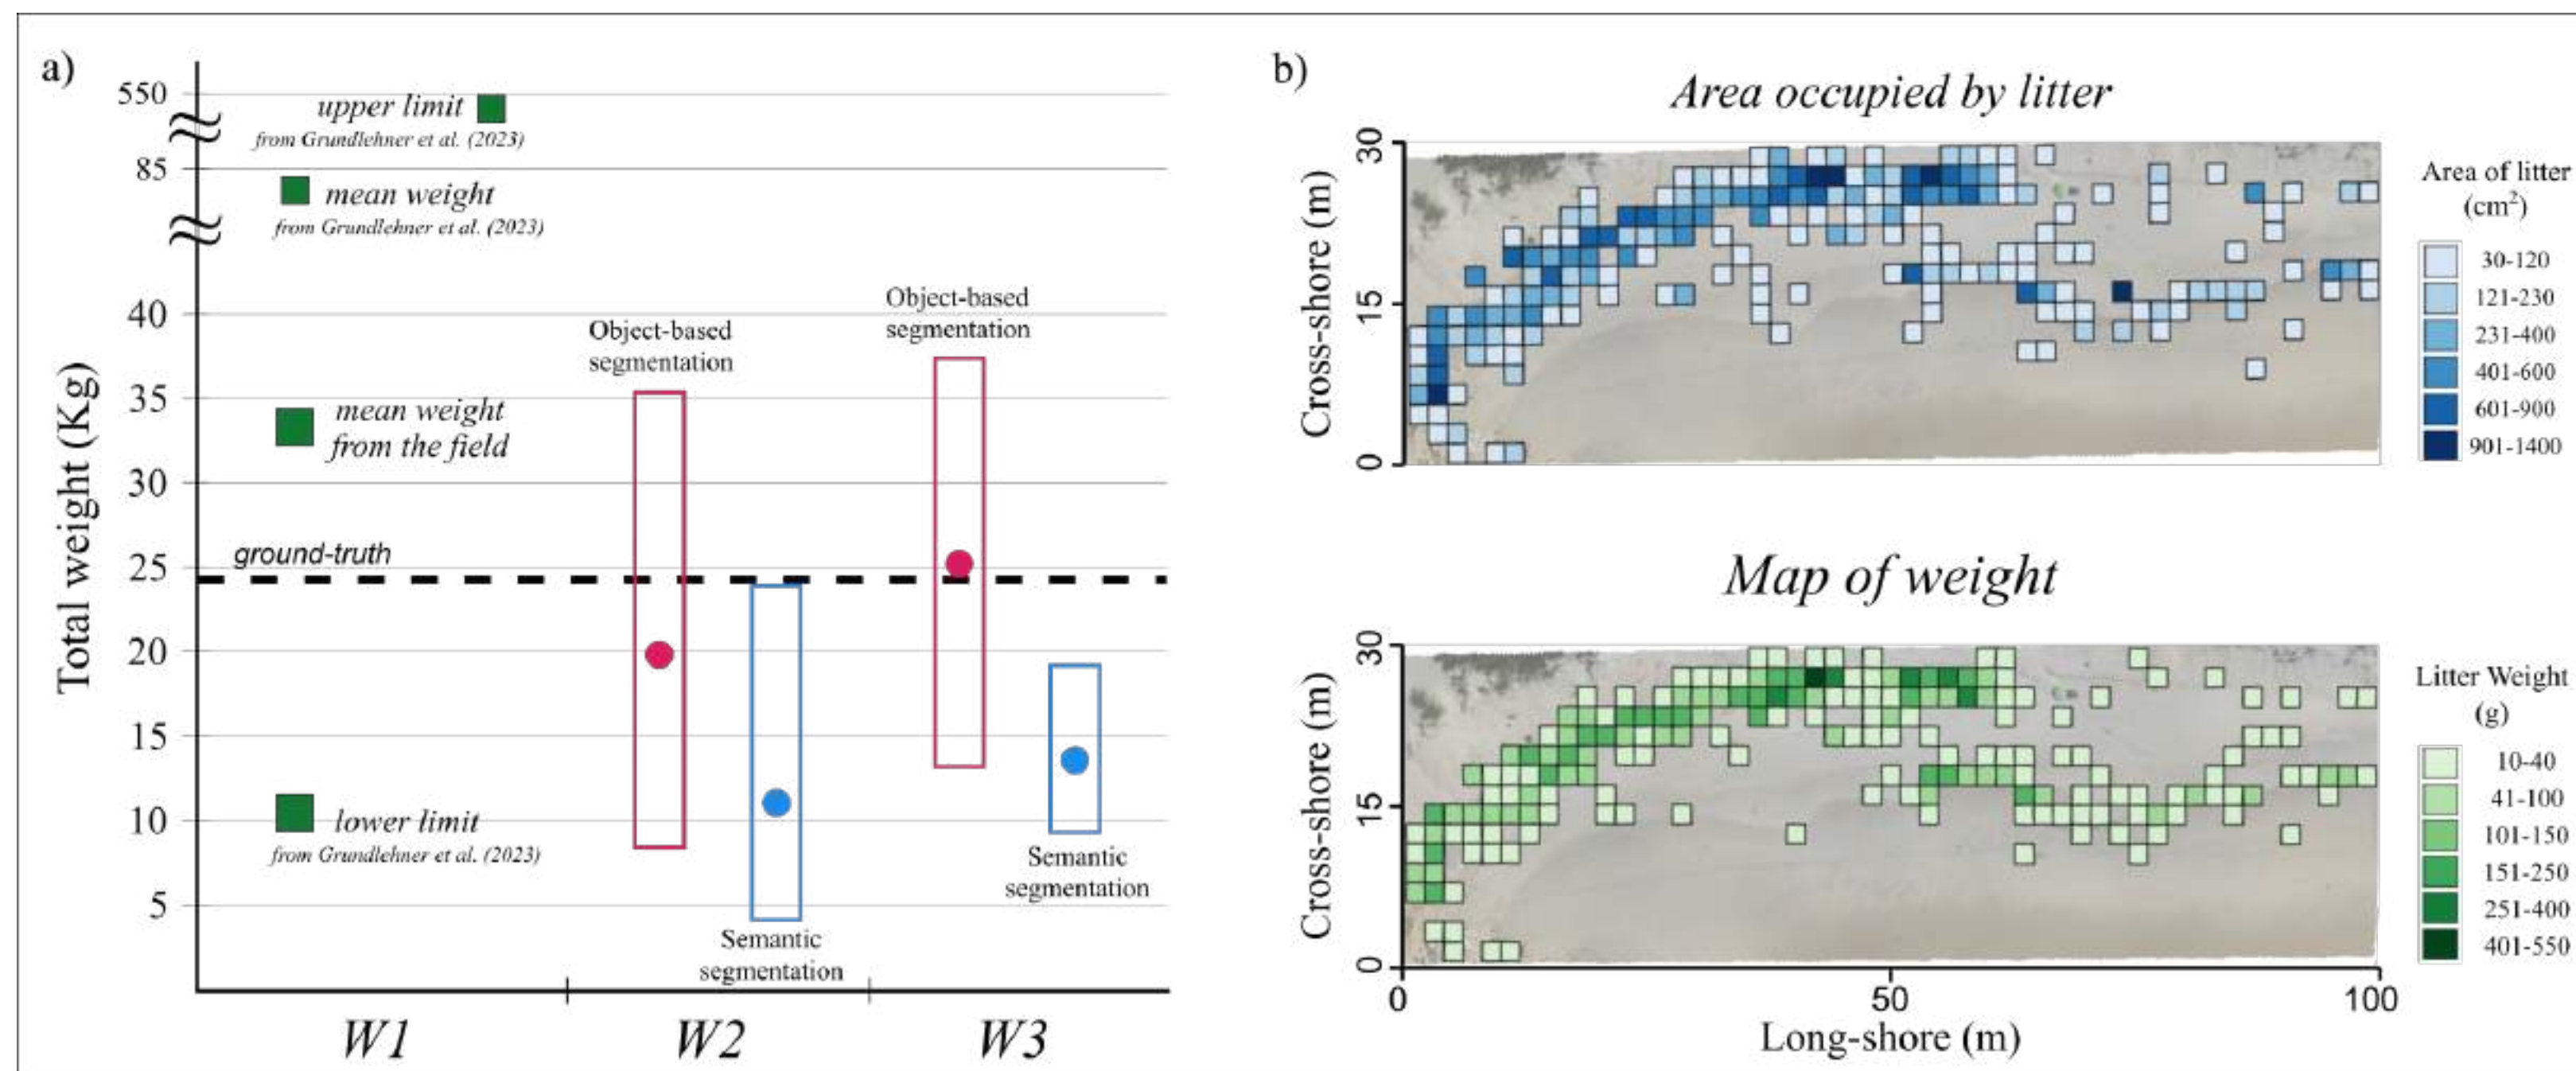 a)
Total weight (Kg)
550
85
40
35
30
25
20
15
10
5
upper limit
from Grundlehner et al. (2023)
mean weight
from Grundlehner et al. (2023)
mean weight
from the field
ground-truth
lower limit
from Grundlehner et al. (2023)
Object-based
segmentation
Semantic
segmentation
Object-based
segmentation
Semantic
segmentation
W1 W2 W3
b)
Area occupied by litter
Cross-shore (m)
30
15
0
Area of litter
(cm²)
30-120
121-230
231-400
401-600
601-900
901-1400
Map of weight
Cross-shore (m)
30
15
0
0 50 100
Long-shore (m)
Litter Weight
(g)
10-40
41-100
101-150
151-250
251-400
401-550